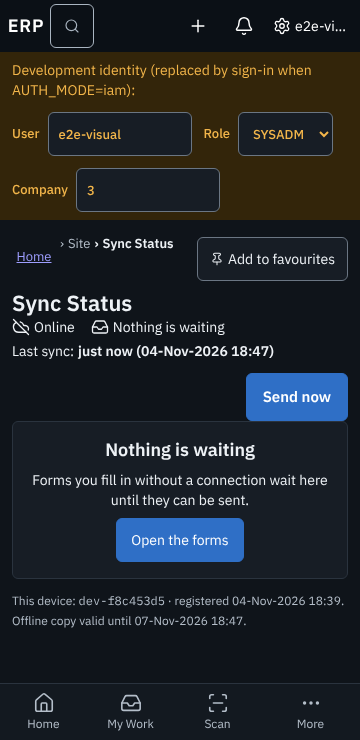 ERP
e2e-vi...
Development identity (replaced by sign-in when
AUTH_MODE=iam):
User e2e-visual Role SYSADM
Company 3
Home › Site › Sync Status
Add to favourites
Sync Status
Online Nothing is waiting
Last sync: just now (04-Nov-2026 18:47)
Send now
Nothing is waiting
Forms you fill in without a connection wait here
until they can be sent.
Open the forms
This device: dev-f8c453d5 · registered 04-Nov-2026 18:39.
Offline copy valid until 07-Nov-2026 18:47.
Home My Work Scan More